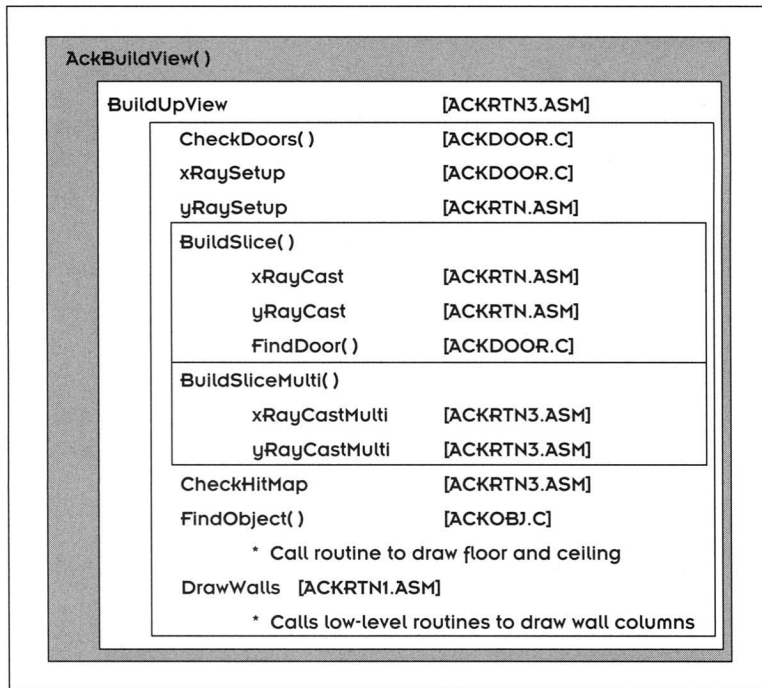 AckBuildView( )
BuildUpView [ACKRTN3.ASM]
CheckDoors( ) [ACKDOOR.C]
xRaySetup [ACKDOOR.C]
yRaySetup [ACKRTN.ASM]
BuildSlice( )
xRayCast [ACKRTN.ASM]
yRayCast [ACKRTN.ASM]
FindDoor( ) [ACKDOOR.C]
BuildSliceMulti( )
xRayCastMulti [ACKRTN3.ASM]
yRayCastMulti [ACKRTN3.ASM]
CheckHitMap [ACKRTN3.ASM]
FindObject( ) [ACKOBJ.C]
* Call routine to draw floor and ceiling
DrawWalls [ACKRTN1.ASM]
* Calls low-level routines to draw wall columns